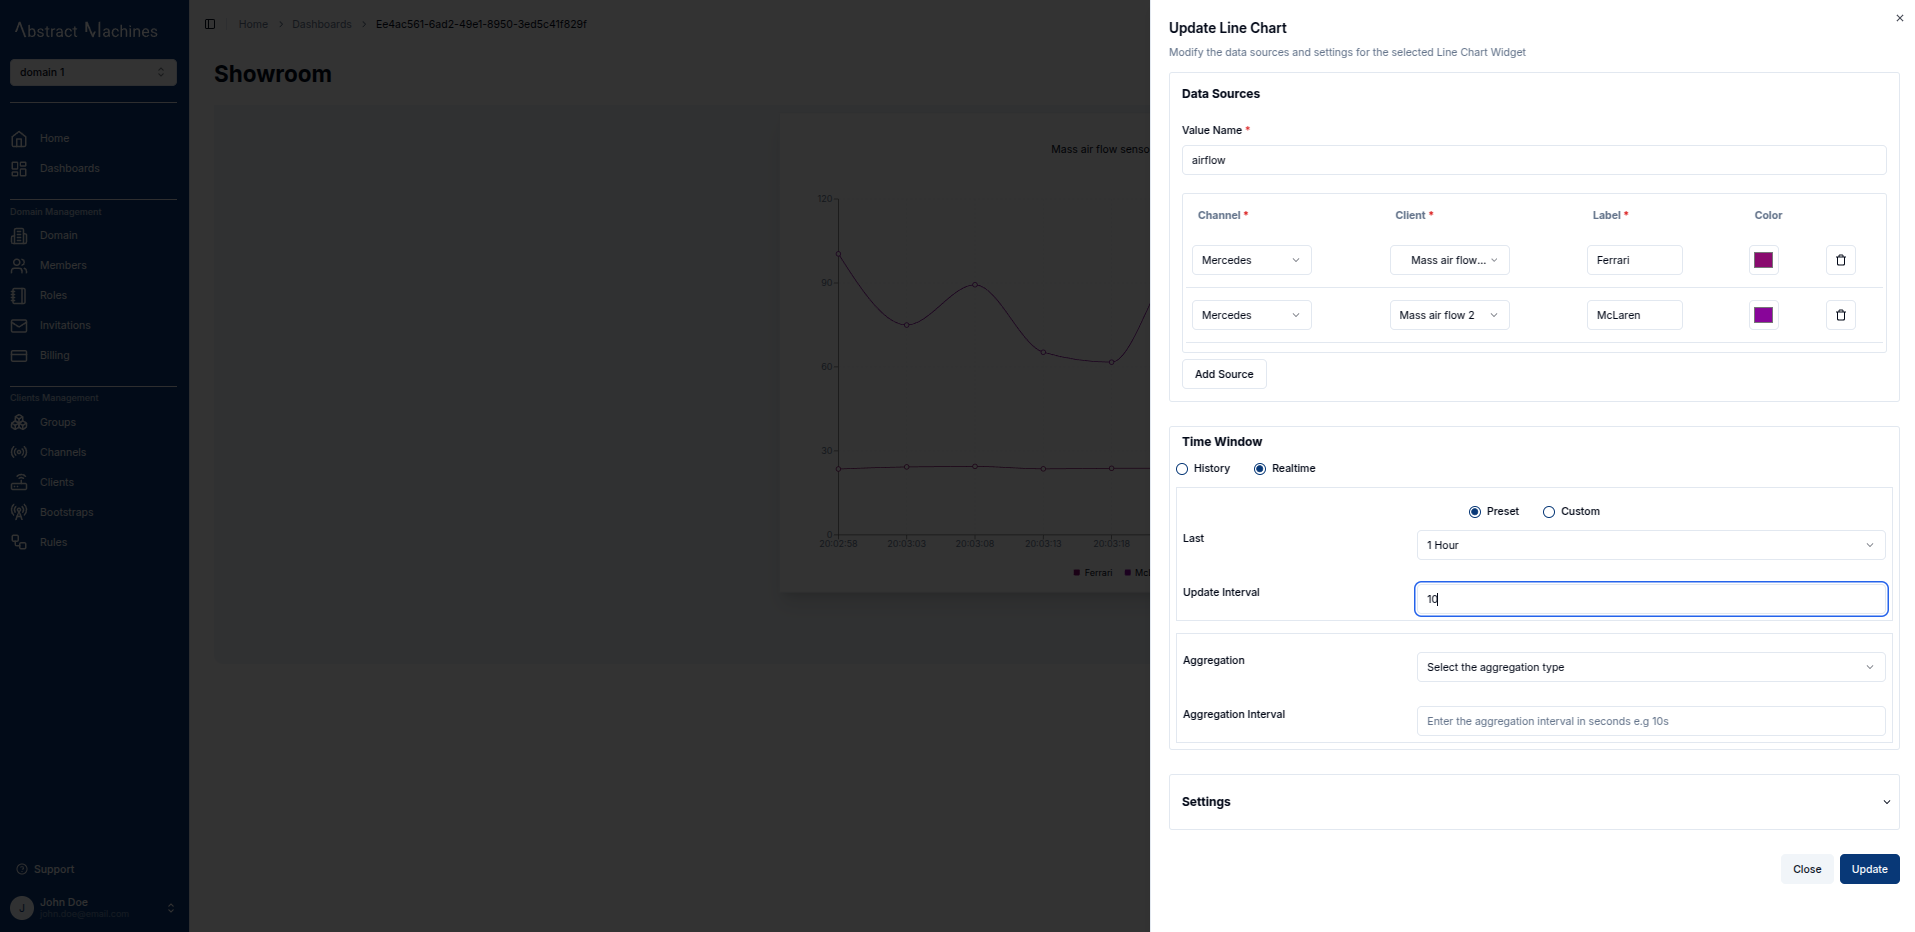 Abstract Machines
domain 1
Home
Dashboards
Domain Management
Domain
Members
Roles
Invitations
Billing
Clients Management
Groups
Channels
Clients
Bootstraps
Rules
Support
J
John Doe
john.doe@email.com
Home > Dashboards > Ee4ac561-6ad2-49e1-8950-3ed5c41f829f
Showroom
Mass air flow senso
120
90
60
30
0
20:02:58 20:03:03 20:03:08 20:03:13 20:03:18
Ferrari Mcl
Update Line Chart
Modify the data sources and settings for the selected Line Chart Widget
Data Sources
Value Name *
airflow
Channel * Client * Label * Color
Mercedes Mass air flow... Ferrari
Mercedes Mass air flow 2 McLaren
Add Source
Time Window
History Realtime
Preset Custom
Last 1 Hour
Update Interval 10
Aggregation Select the aggregation type
Aggregation Interval Enter the aggregation interval in seconds e.g 10s
Settings
Close Update